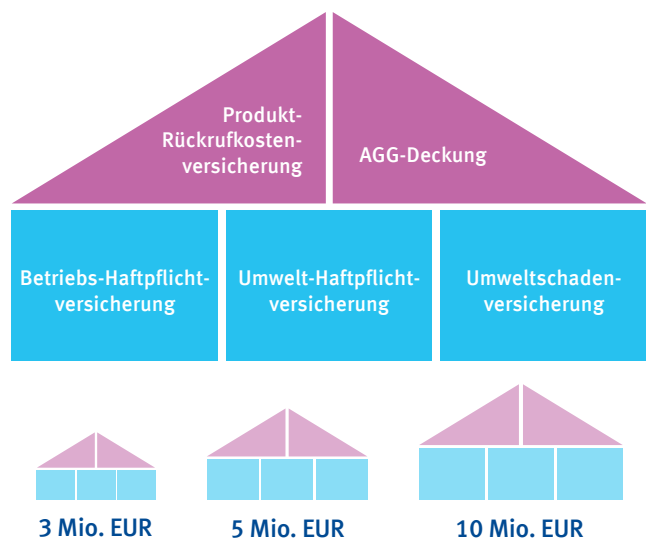 Produkt-
Rückrufkosten-
versicherung
AGG-Deckung
Betriebs-Haftpflicht-
versicherung
Umwelt-Haftpflicht-
versicherung
Umweltschaden-
versicherung
3 Mio. EUR
5 Mio. EUR
10 Mio. EUR